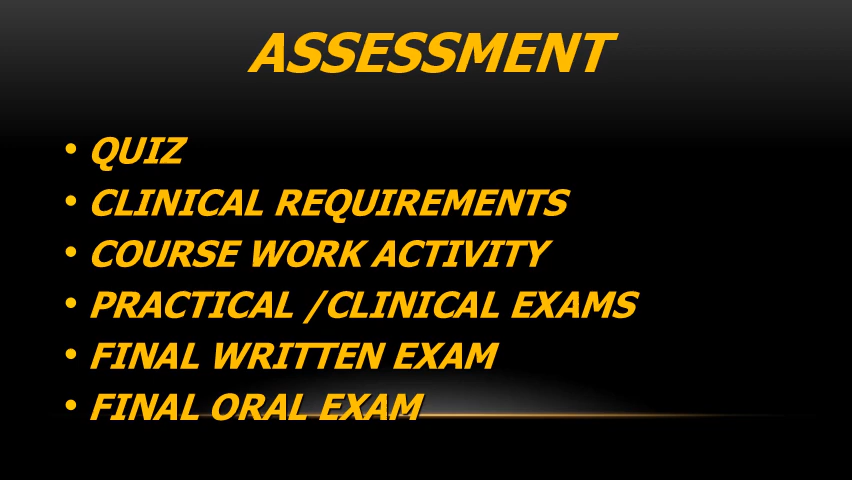 ASSESSMENT
• QUIZ
• CLINICAL REQUIREMENTS
• COURSE WORK ACTIVITY
• PRACTICAL /CLINICAL EXAMS
• FINAL WRITTEN EXAM
• FINAL ORAL EXAM